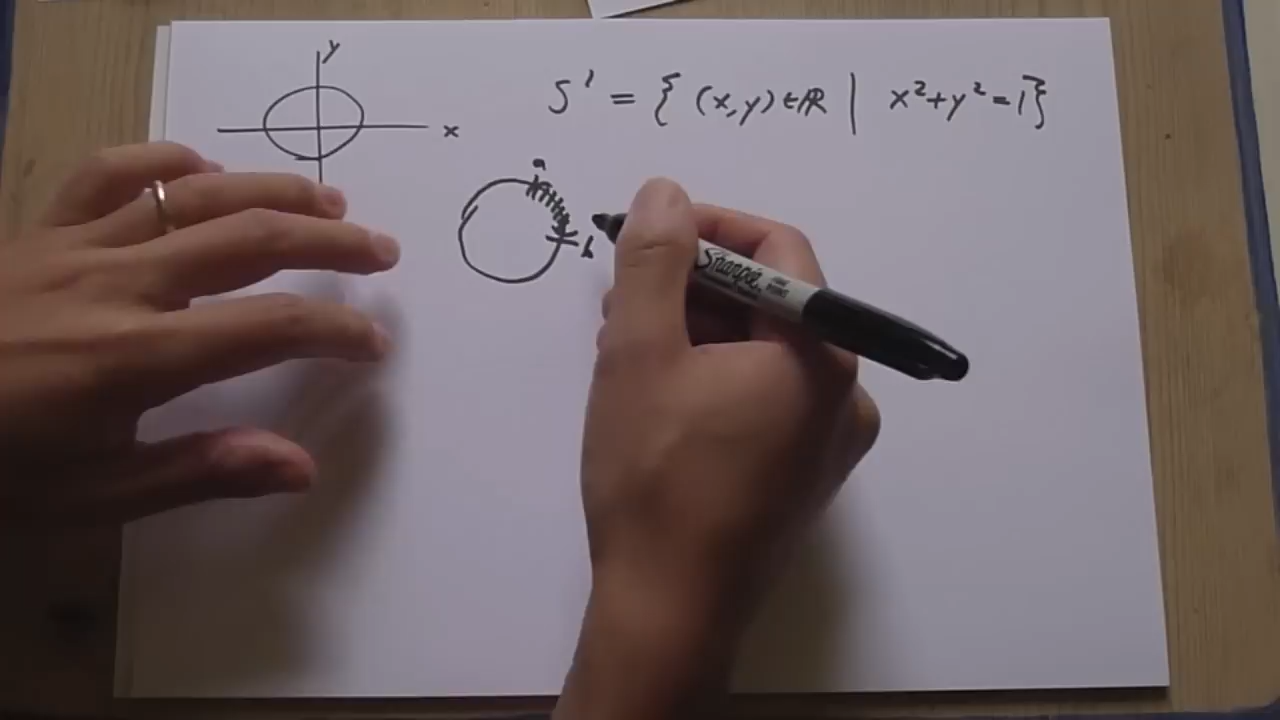 y
S¹ = { (x,y) ∈ ℝ | x² + y² = 1}
x
a
b
Sharpie